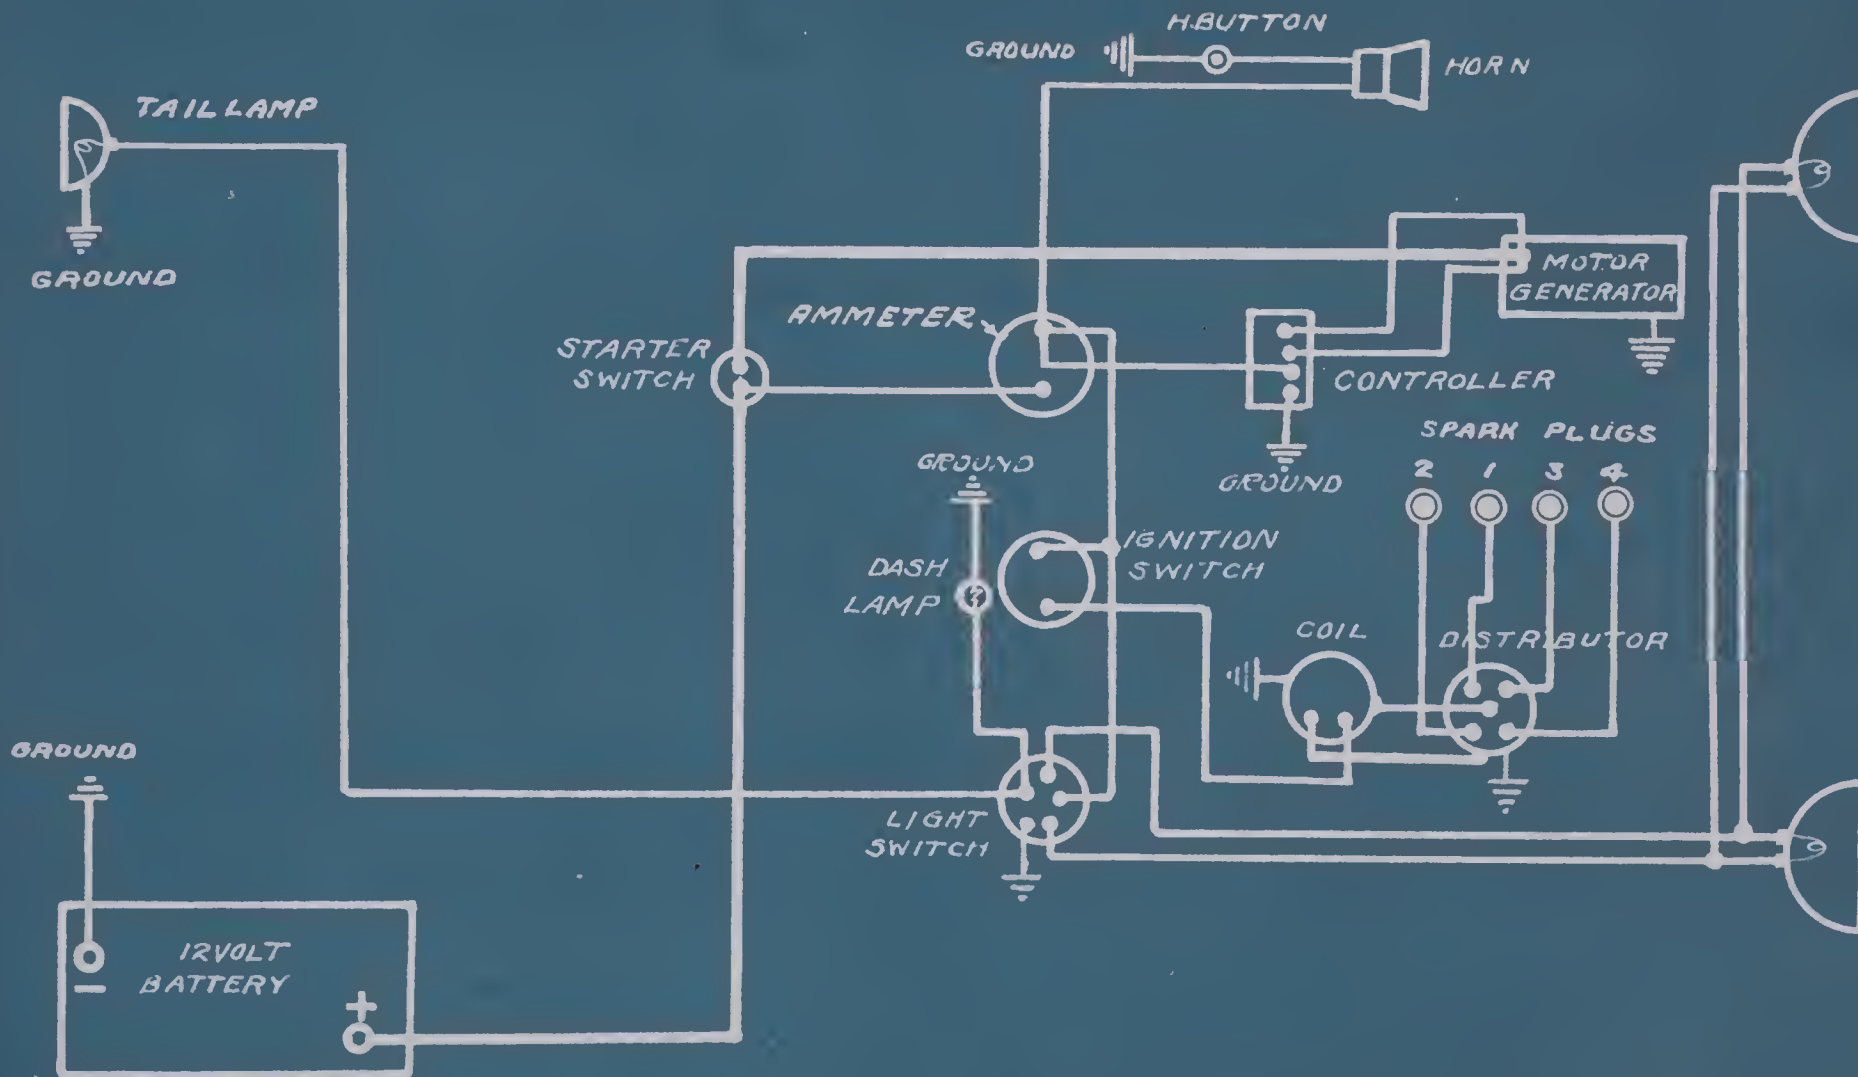 H.BUTTON
GROUND
HORN
TAIL LAMP
GROUND
MOTOR
GENERATOR
AMMETER
STARTER
SWITCH
CONTROLLER
SPARK PLUGS
2 1 3 4
GROUND
GROUND
IGNITION
SWITCH
DASH
LAMP
COIL
DISTRIBUTOR
GROUND
LIGHT
SWITCH
12VOLT
BATTERY
-
+